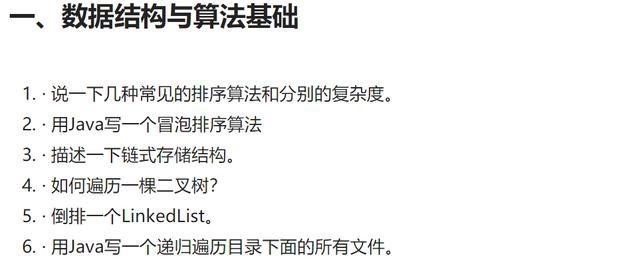 一、数据结构与算法基础
1. · 说一下几种常见的排序算法和分别的复杂度。
2. · 用Java写一个冒泡排序算法
3. · 描述一下链式存储结构。
4. · 如何遍历一棵二叉树？
5. · 倒排一个LinkedList。
6. · 用Java写一个递归遍历目录下面的所有文件。